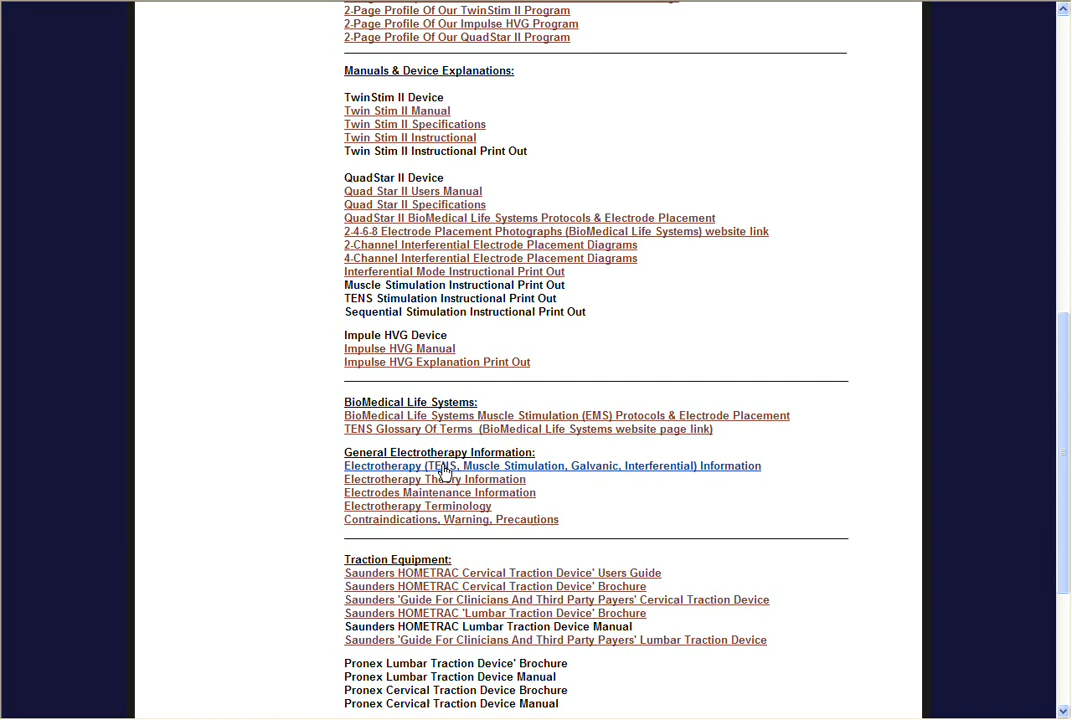 2-Page Profile Of Our TwinStim II Program
2-Page Profile Of Our Impulse HVG Program
2-Page Profile Of Our QuadStar II Program
Manuals & Device Explanations:
TwinStim II Device
Twin Stim II Manual
Twin Stim II Specifications
Twin Stim II Instructional
Twin Stim II Instructional Print Out
QuadStar II Device
Quad Star II Users Manual
Quad Star II Specifications
QuadStar II BioMedical Life Systems Protocols & Electrode Placement
2-4-6-8 Electrode Placement Photographs (BioMedical Life Systems) website link
2-Channel Interferential Electrode Placement Diagrams
4-Channel Interferential Electrode Placement Diagrams
Interferential Mode Instructional Print Out
Muscle Stimulation Instructional Print Out
TENS Stimulation Instructional Print Out
Sequential Stimulation Instructional Print Out
Impule HVG Device
Impulse HVG Manual
Impulse HVG Explanation Print Out
BioMedical Life Systems:
BioMedical Life Systems Muscle Stimulation (EMS) Protocols & Electrode Placement
TENS Glossary Of Terms (BioMedical Life Systems website page link)
General Electrotherapy Information:
Electrotherapy (TENS, Muscle Stimulation, Galvanic, Interferential) Information
Electrotherapy Theory Information
Electrodes Maintenance Information
Electrotherapy Terminology
Contraindications, Warning, Precautions
Traction Equipment:
Saunders HOMETRAC Cervical Traction Device' Users Guide
Saunders HOMETRAC Cervical Traction Device' Brochure
Saunders 'Guide For Clinicians And Third Party Payers' Cervical Traction Device
Saunders HOMETRAC 'Lumbar Traction Device' Brochure
Saunders HOMETRAC Lumbar Traction Device Manual
Saunders 'Guide For Clinicians And Third Party Payers' Lumbar Traction Device
Pronex Lumbar Traction Device' Brochure
Pronex Lumbar Traction Device Manual
Pronex Cervical Traction Device Brochure
Pronex Cervical Traction Device Manual